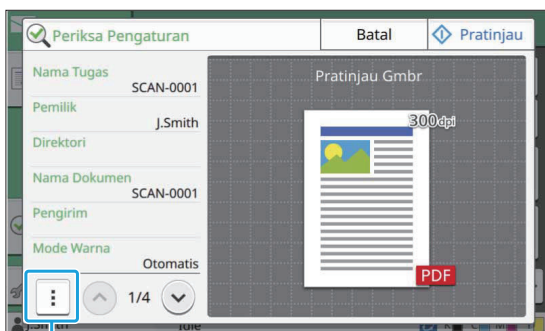 Periksa Pengaturan
Batal
Pratinjau
Nama Tugas
SCAN-0001
Pemilik
J.Smith
Direktori
Nama Dokumen
SCAN-0001
Pengirim
Mode Warna
Otomatis
1/4
Pratinjau Gmbr
300dpi
PDF